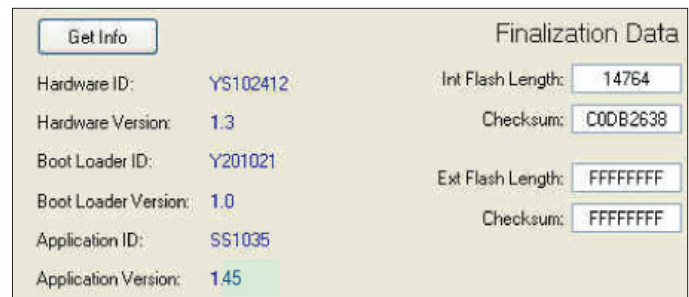 Get Info
Hardware ID: YS102412
Hardware Version: 1.3
Boot Loader ID: Y201021
Boot Loader Version: 1.0
Application ID: SS1035
Application Version: 1.45
Finalization Data
Int Flash Length: 14764
Checksum: C0DB2638
Ext Flash Length: FFFFFFFF
Checksum: FFFFFFFF